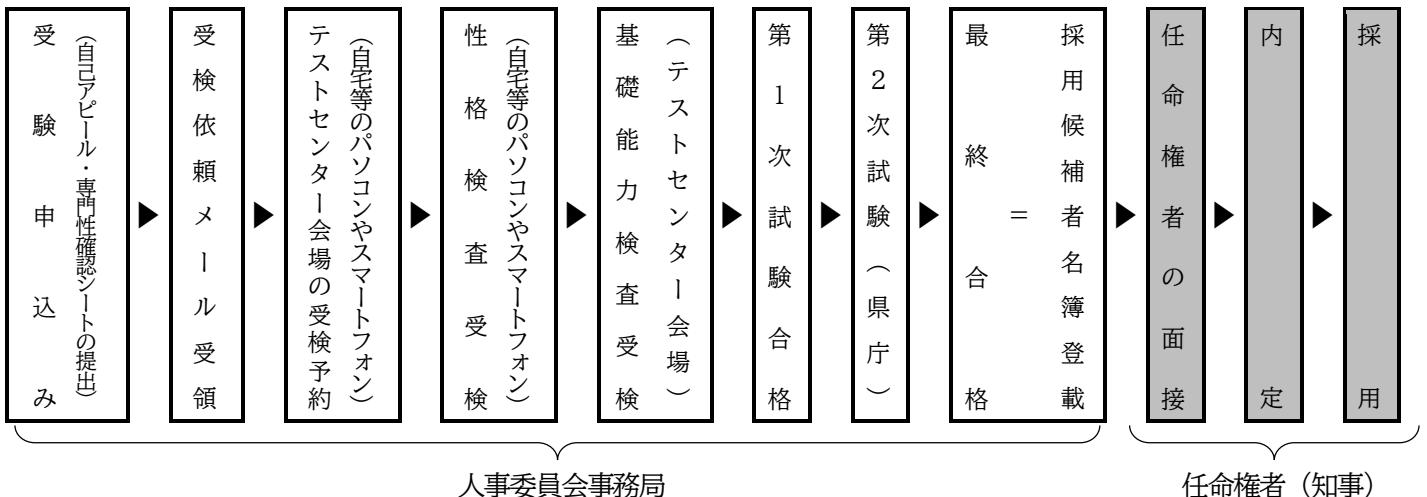 受験申込み
（自己アピール・専門性確認シートの提出）
▶
受検依頼メール受領
▶
テストセンター会場の受検予約
（自宅等のパソコンやスマートフォン）
▶
性格検査受検
（自宅等のパソコンやスマートフォン）
▶
基礎能力検査受検
（テストセンター会場）
▶
第１次試験合格
▶
第２次試験（県庁）
▶
最終合格
＝
採用候補者名簿登載
▶
任命権者の面接
▶
内定
▶
採用
人事委員会事務局
任命権者（知事）